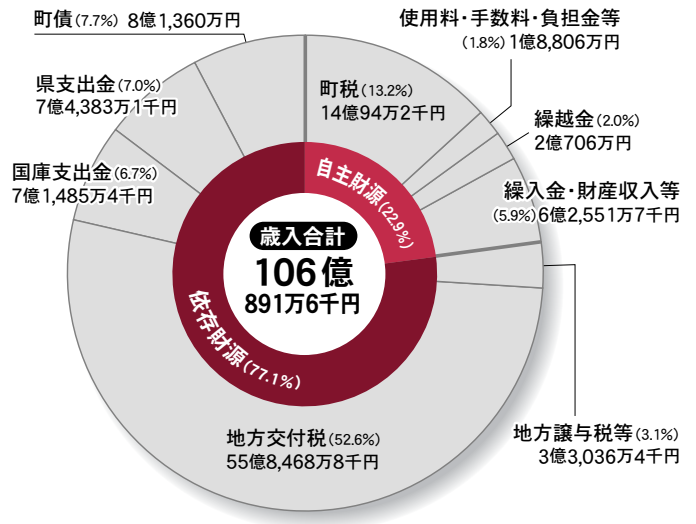 町債(7.7%) 8億1,360万円
使用料・手数料・負担金等
(1.8%) 1億8,806万円
県支出金(7.0%)
7億4,383万1千円
町税(13.2%)
14億94万2千円
繰越金(2.0%)
2億706万円
国庫支出金(6.7%)
7億1,485万4千円
自主財源(22.9%)
繰入金・財産収入等
(5.9%)6億2,551万7千円
歳入合計
106億
891万6千円
依存財源(77.1%)
地方交付税(52.6%)
55億8,468万8千円
地方譲与税等(3.1%)
3億3,036万4千円